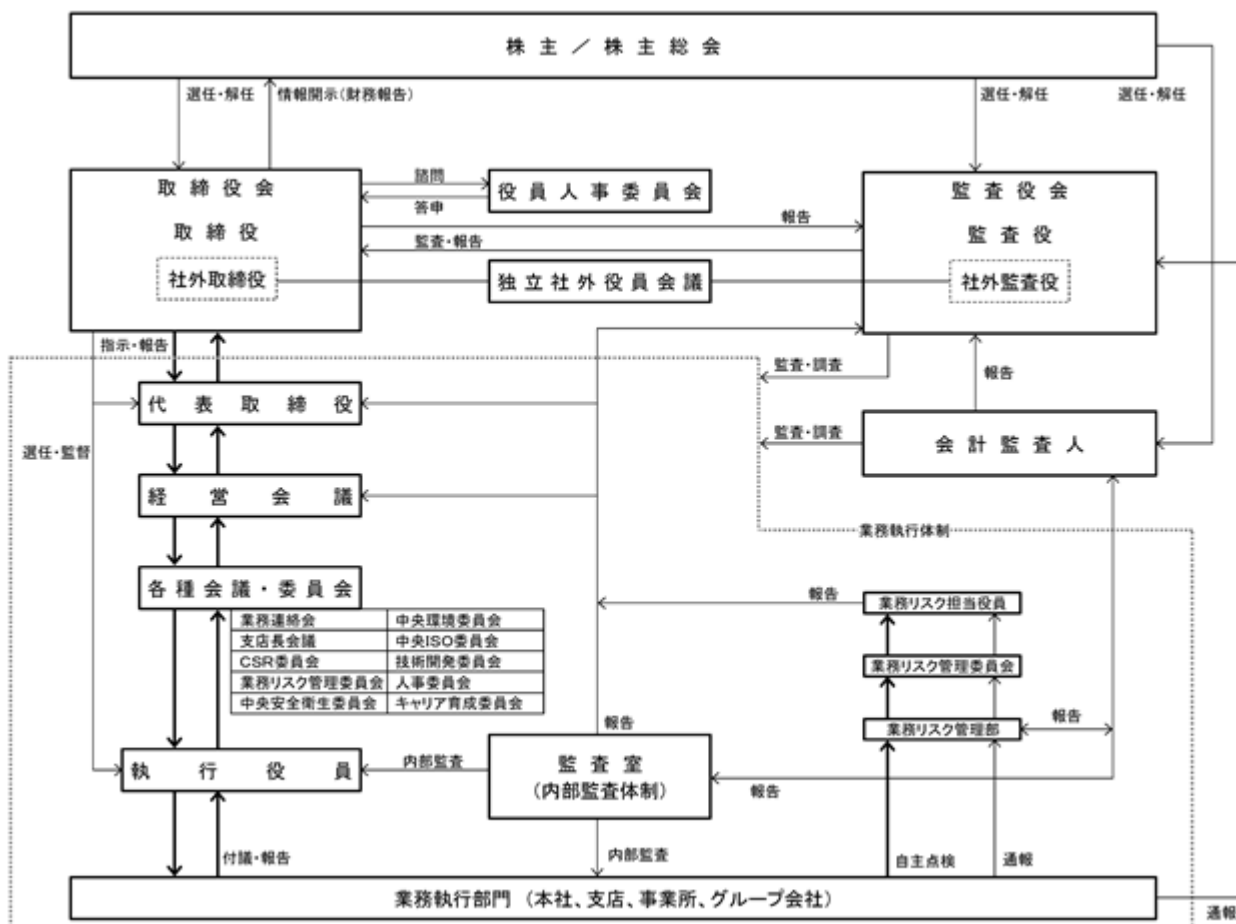 株主／株主総会
選任・解任
情報開示(財務報告)
選任・解任
選任・解任
取締役会
取締役
社外取締役
諮問
答申
役員人事委員会
報告
監査・報告
独立社外役員会議
監査役会
監査役
社外監査役
指示・報告
代表取締役
選任・監督
経営会議
各種会議・委員会
業務連絡会
中央環境委員会
支店長会議
中央ISO委員会
CSR委員会
技術開発委員会
業務リスク管理委員会
人事委員会
中央安全衛生委員会
キャリア育成委員会
監査・調査
報告
監査・調査
会計監査人
業務執行体制
報告
業務リスク担当役員
業務リスク管理委員会
業務リスク管理部
報告
執行役員
内部監査
報告
監査室
(内部監査体制)
報告
付議・報告
内部監査
自主点検
通報
業務執行部門 (本社、支店、事業所、グループ会社)
通報